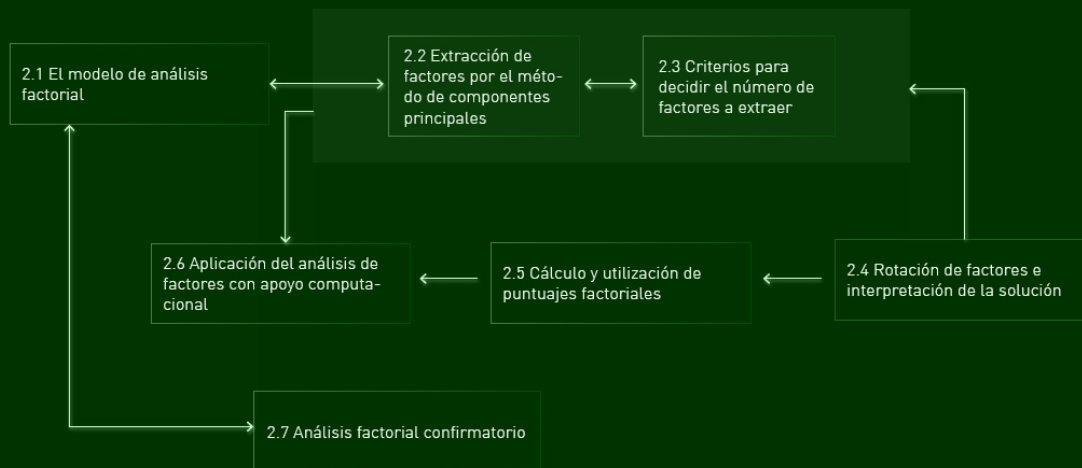 2.1 El modelo de análisis
factorial
2.2 Extracción de
factores por el méto-
do de componentes
principales
2.3 Criterios para
decidir el número de
factores a extraer
2.6 Aplicación del análisis de
factores con apoyo computa-
cional
2.5 Cálculo y utilización de
puntuajes factoriales
2.4 Rotación de factores e
interpretación de la solución
2.7 Análisis factorial confirmatorio